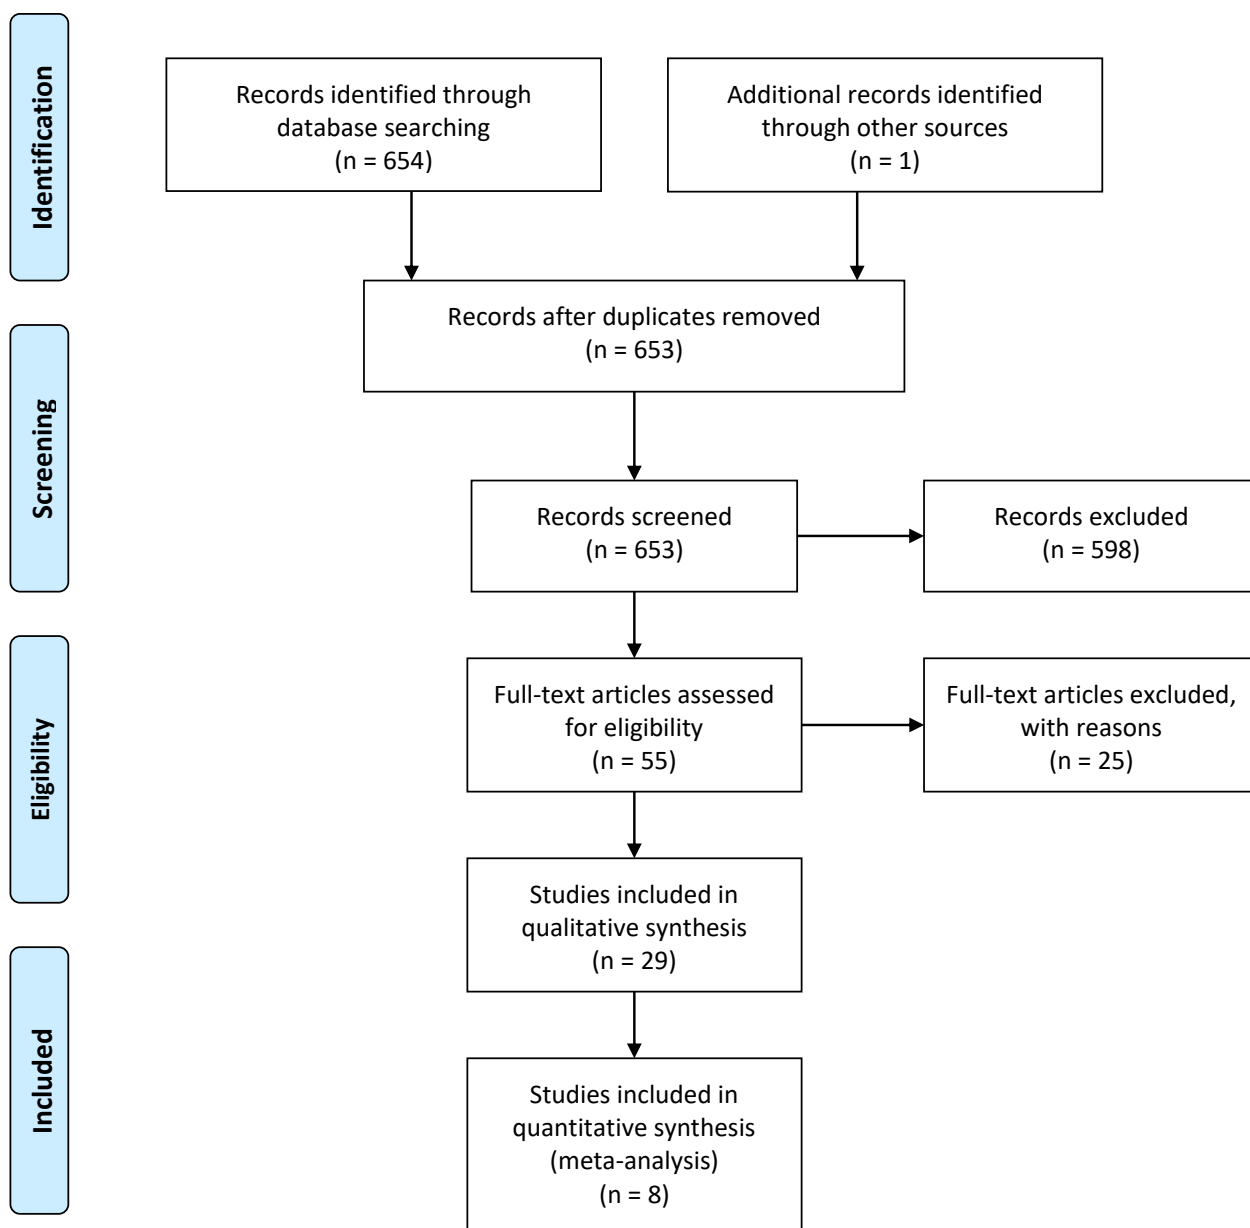 Identification
Records identified through
database searching
(n = 654)
Additional records identified
through other sources
(n = 1)
Records after duplicates removed
(n = 653)
Screening
Records screened
(n = 653)
Records excluded
(n = 598)
Eligibility
Full-text articles assessed
for eligibility
(n = 55)
Full-text articles excluded,
with reasons
(n = 25)
Studies included in
qualitative synthesis
(n = 29)
Included
Studies included in
quantitative synthesis
(meta-analysis)
(n = 8)